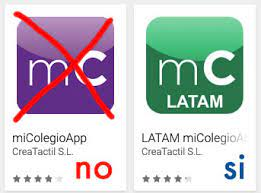 mC
miColegioApp
CreaTactil S.L.
no
mC
LATAM
LATAM miColegioA
CreaTactil S.L.
si